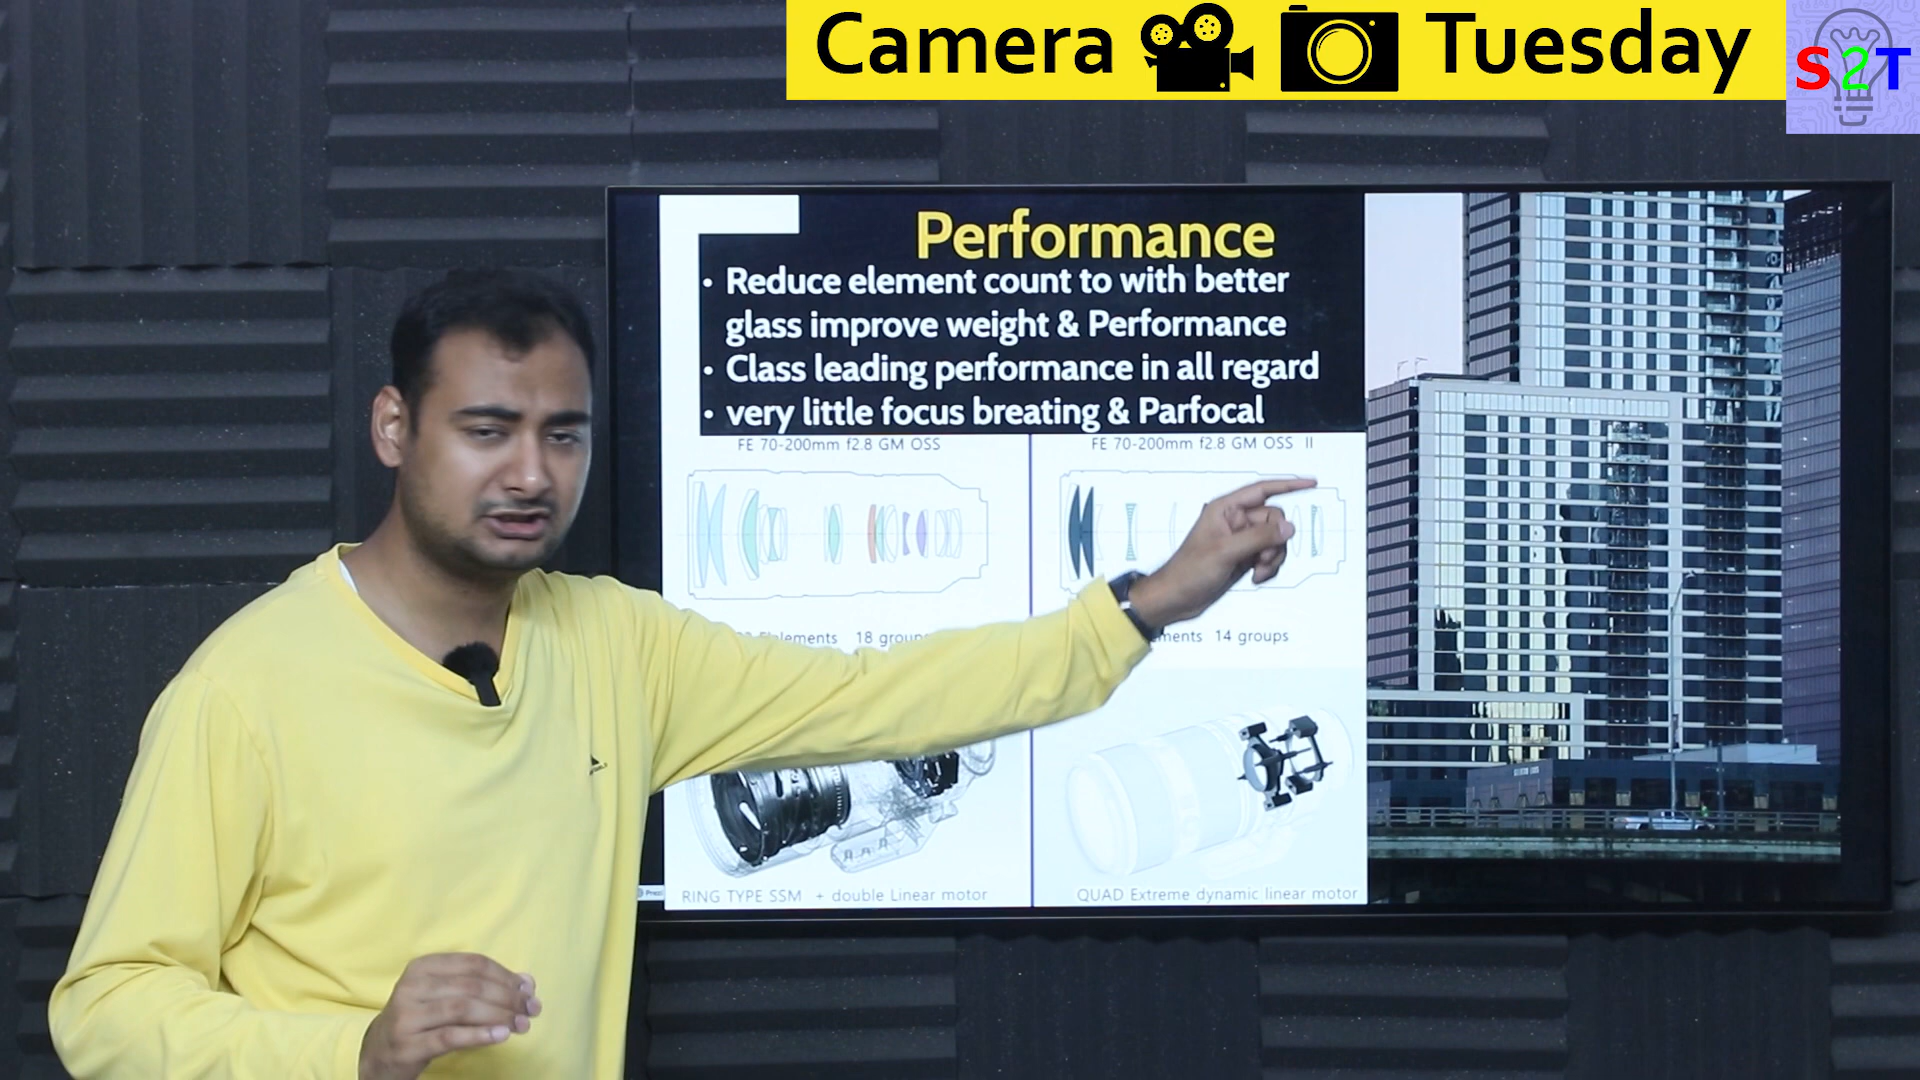 Camera Tuesday
S2T
Performance
• Reduce element count to with better
glass improve weight & Performance
• Class leading performance in all regard
• very little focus breating & Parfocal
FE 70-200mm f2.8 GM OSS
FE 70-200mm f2.8 GM OSS II
18 groups
14 groups
RING TYPE SSM + double Linear motor
QUAD Extreme dynamic linear motor